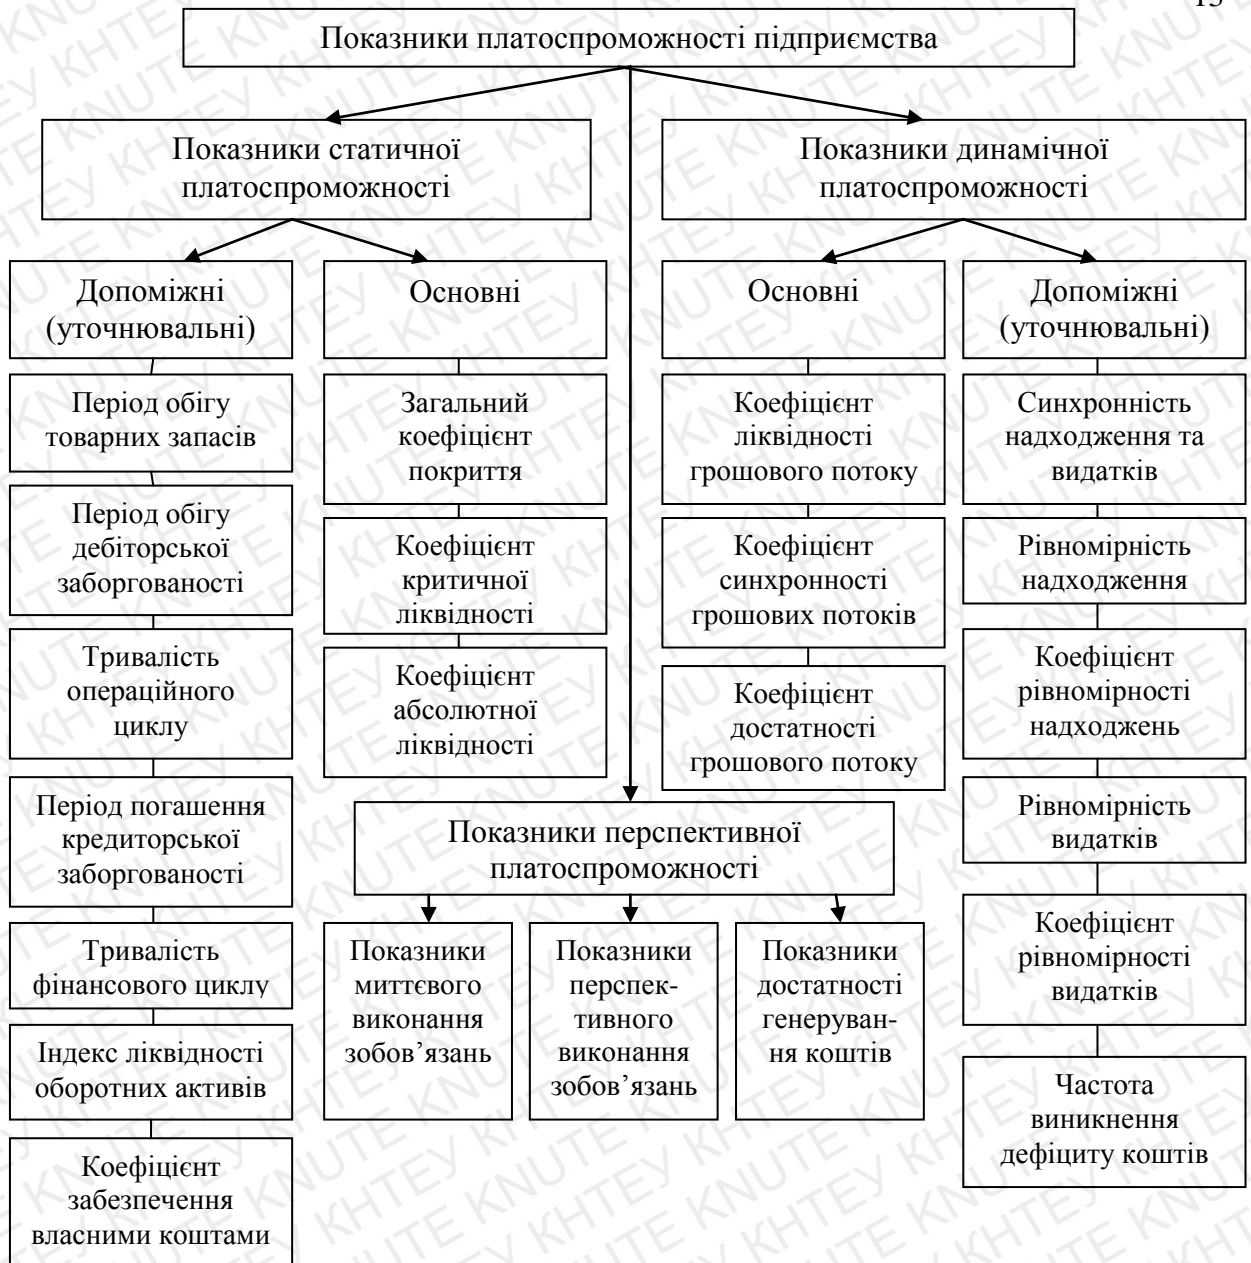 13
Показники платоспроможності підприємства
Показники статичної
платоспроможності
Показники динамічної
платоспроможності
Допоміжні
(уточнювальні)
Основні
Основні
Допоміжні
(уточнювальні)
Період обігу
товарних запасів
Період обігу
дебіторської
заборгованості
Тривалість
операційного
циклу
Період погашення
кредиторської
заборгованості
Тривалість
фінансового циклу
Індекс ліквідності
оборотних активів
Коефіцієнт
забезпечення
власними коштами
Загальний
коефіцієнт
покриття
Коефіцієнт
критичної
ліквідності
Коефіцієнт
абсолютної
ліквідності
Коефіцієнт
ліквідності
грошового потоку
Коефіцієнт
синхронності
грошових потоків
Коефіцієнт
достатності
грошового потоку
Синхронність
надходження та
видатків
Рівномірність
надходження
Коефіцієнт
рівномірності
надходжень
Рівномірність
видатків
Коефіцієнт
рівномірності
видатків
Частота
виникнення
дефіциту коштів
Показники перспективної
платоспроможності
Показники
миттєвого
виконання
зобов’язань
Показники
перспек-
тивного
виконання
зобов’язань
Показники
достатності
генеруван-
ня коштів